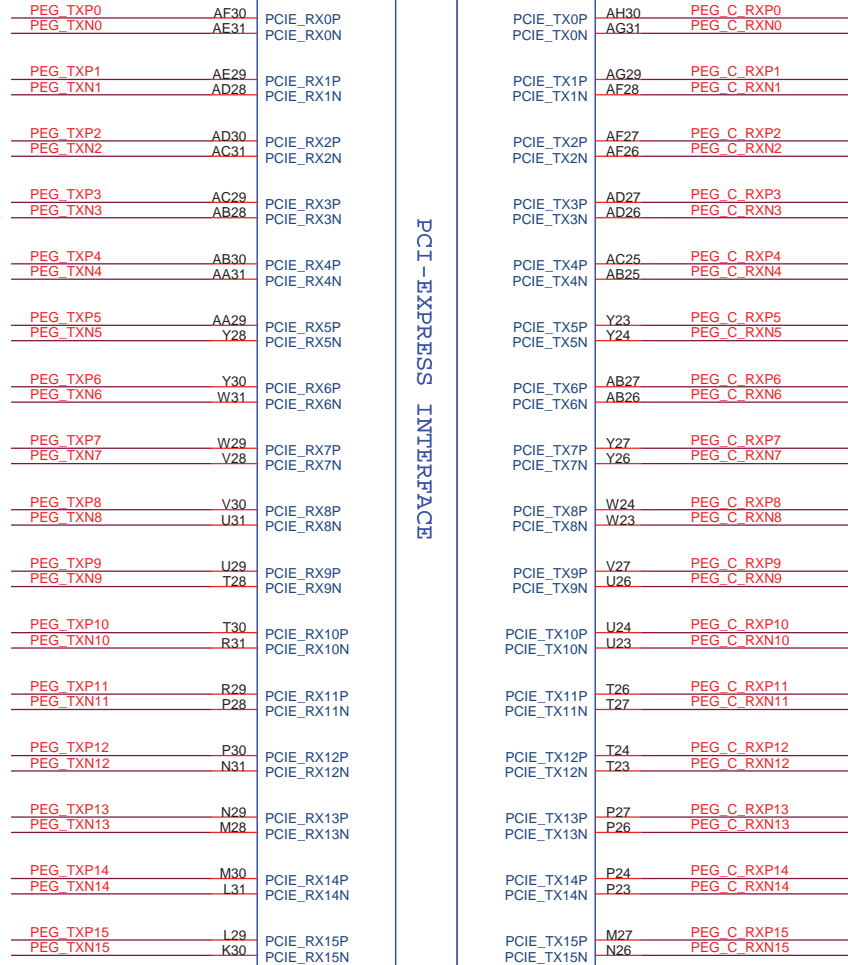 PEG_TXP0 AF30 PCIE_RX0P PCIE_TX0P AH30 PEG_C_RXP0
PEG_TXN0 AE31 PCIE_RX0N PCIE_TX0N AG31 PEG_C_RXN0
PEG_TXP1 AE29 PCIE_RX1P PCIE_TX1P AG29 PEG_C_RXP1
PEG_TXN1 AD28 PCIE_RX1N PCIE_TX1N AF28 PEG_C_RXN1
PEG_TXP2 AD30 PCIE_RX2P PCIE_TX2P AF27 PEG_C_RXP2
PEG_TXN2 AC31 PCIE_RX2N PCIE_TX2N AF26 PEG_C_RXN2
PEG_TXP3 AC29 PCIE_RX3P PCIE_TX3P AD27 PEG_C_RXP3
PEG_TXN3 AB28 PCIE_RX3N PCIE_TX3N AD26 PEG_C_RXN3
PEG_TXP4 AB30 PCIE_RX4P PCIE_TX4P AC25 PEG_C_RXP4
PEG_TXN4 AA31 PCIE_RX4N PCIE_TX4N AB25 PEG_C_RXN4
PEG_TXP5 AA29 PCIE_RX5P PCIE_TX5P Y23 PEG_C_RXP5
PEG_TXN5 Y28 PCIE_RX5N PCIE_TX5N Y24 PEG_C_RXN5
PEG_TXP6 Y30 PCIE_RX6P PCIE_TX6P AB27 PEG_C_RXP6
PEG_TXN6 W31 PCIE_RX6N PCIE_TX6N AB26 PEG_C_RXN6
PEG_TXP7 W29 PCIE_RX7P PCIE_TX7P Y27 PEG_C_RXP7
PEG_TXN7 V28 PCIE_RX7N PCIE_TX7N Y26 PEG_C_RXN7
PEG_TXP8 V30 PCIE_RX8P PCIE_TX8P W24 PEG_C_RXP8
PEG_TXN8 U31 PCIE_RX8N PCIE_TX8N W23 PEG_C_RXN8
PEG_TXP9 U29 PCIE_RX9P PCIE_TX9P V27 PEG_C_RXP9
PEG_TXN9 T28 PCIE_RX9N PCIE_TX9N U26 PEG_C_RXN9
PEG_TXP10 T30 PCIE_RX10P PCIE_TX10P U24 PEG_C_RXP10
PEG_TXN10 R31 PCIE_RX10N PCIE_TX10N U23 PEG_C_RXN10
PEG_TXP11 R29 PCIE_RX11P PCIE_TX11P T26 PEG_C_RXP11
PEG_TXN11 P28 PCIE_RX11N PCIE_TX11N T27 PEG_C_RXN11
PEG_TXP12 P30 PCIE_RX12P PCIE_TX12P T24 PEG_C_RXP12
PEG_TXN12 N31 PCIE_RX12N PCIE_TX12N T23 PEG_C_RXN12
PEG_TXP13 N29 PCIE_RX13P PCIE_TX13P P27 PEG_C_RXP13
PEG_TXN13 M28 PCIE_RX13N PCIE_TX13N P26 PEG_C_RXN13
PEG_TXP14 M30 PCIE_RX14P PCIE_TX14P P24 PEG_C_RXP14
PEG_TXN14 L31 PCIE_RX14N PCIE_TX14N P23 PEG_C_RXN14
PEG_TXP15 L29 PCIE_RX15P PCIE_TX15P M27 PEG_C_RXP15
PEG_TXN15 K30 PCIE_RX15N PCIE_TX15N N26 PEG_C_RXN15
PCI-EXPRESS INTERFACE